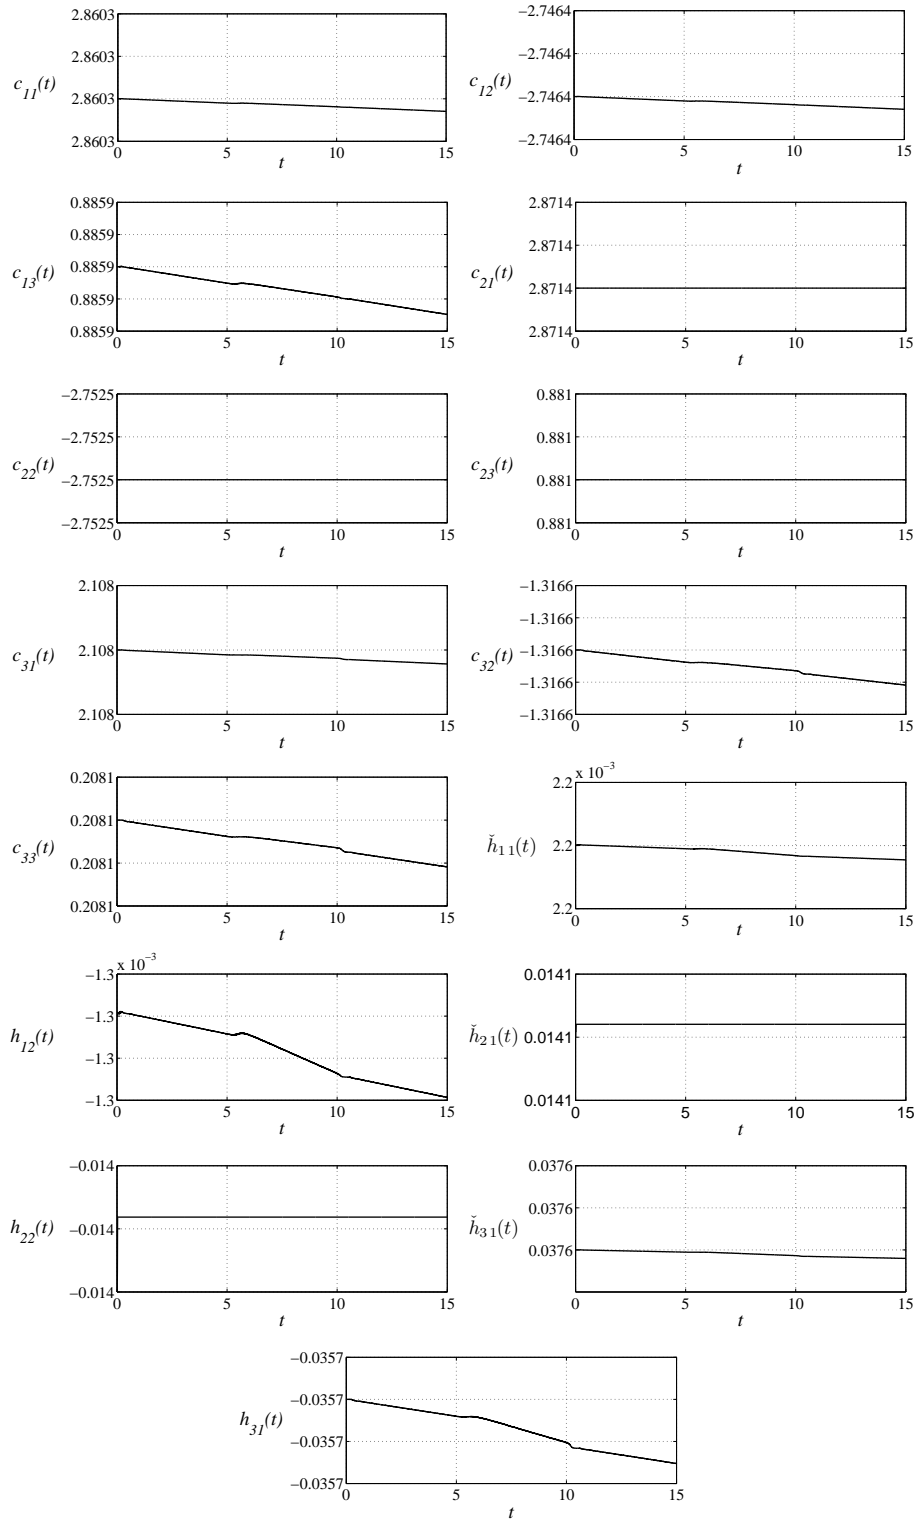 2.8603
2.8603
c11(t) 2.8603
2.8603
0 5 10 15
t
−2.7464
−2.7464
c12(t) −2.7464
−2.7464
0 5 10 15
t
0.8859
0.8859
c13(t) 0.8859
0.8859
0.8859
0 5 10 15
t
2.8714
2.8714
c21(t) 2.8714
2.8714
0 5 10 15
t
−2.7525
−2.7525
c22(t) −2.7525
−2.7525
0 5 10 15
t
0.881
0.881
c23(t) 0.881
0.881
0 5 10 15
t
2.108
c31(t) 2.108
2.108
0 5 10 15
t
−1.3166
−1.3166
c32(t) −1.3166
−1.3166
−1.3166
0 5 10 15
t
0.2081
0.2081
c33(t) 0.2081
0.2081
0 5 10 15
t
2.2 x 10−3
ȟ11(t) 2.2
2.2
0 5 10 15
t
−1.3 x 10−3
−1.3
h12(t) −1.3
−1.3
0 5 10 15
t
0.0141
ȟ21(t) 0.0141
0.0141
0 5 10 15
t
−0.014
h22(t) −0.014
−0.014
0 5 10 15
t
0.0376
0.0376
ȟ31(t) 0.0376
0 5 10 15
t
−0.0357
−0.0357
h31(t) −0.0357
−0.0357
0 5 10 15
t